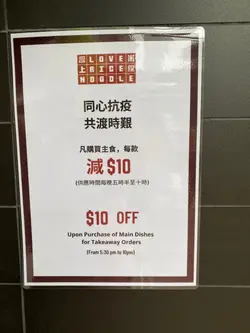 LOVE
RICE
NOODLE
同心抗疫
共渡時艱
凡購買主食，每款
減 $10
(供應時間每晚五時半至十時)
$10 OFF
Upon Purchase of Main Dishes
for Takeaway Orders
(From 5:30 pm to 10pm)